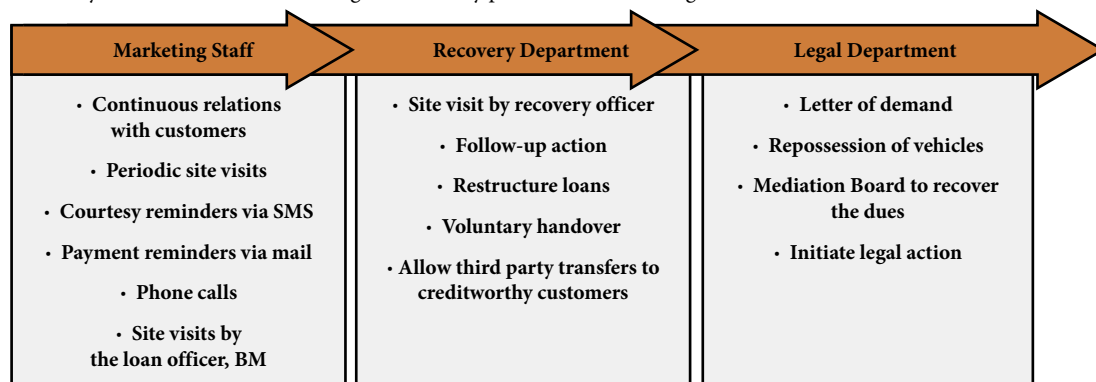 Marketing Staff
Recovery Department
Legal Department
• Continuous relations
with customers
• Periodic site visits
• Courtesy reminders via SMS
• Payment reminders via mail
• Phone calls
• Site visits by
the loan officer, BM
• Site visit by recovery officer
• Follow-up action
• Restructure loans
• Voluntary handover
• Allow third party transfers to
creditworthy customers
• Letter of demand
• Repossession of vehicles
• Mediation Board to recover
the dues
• Initiate legal action